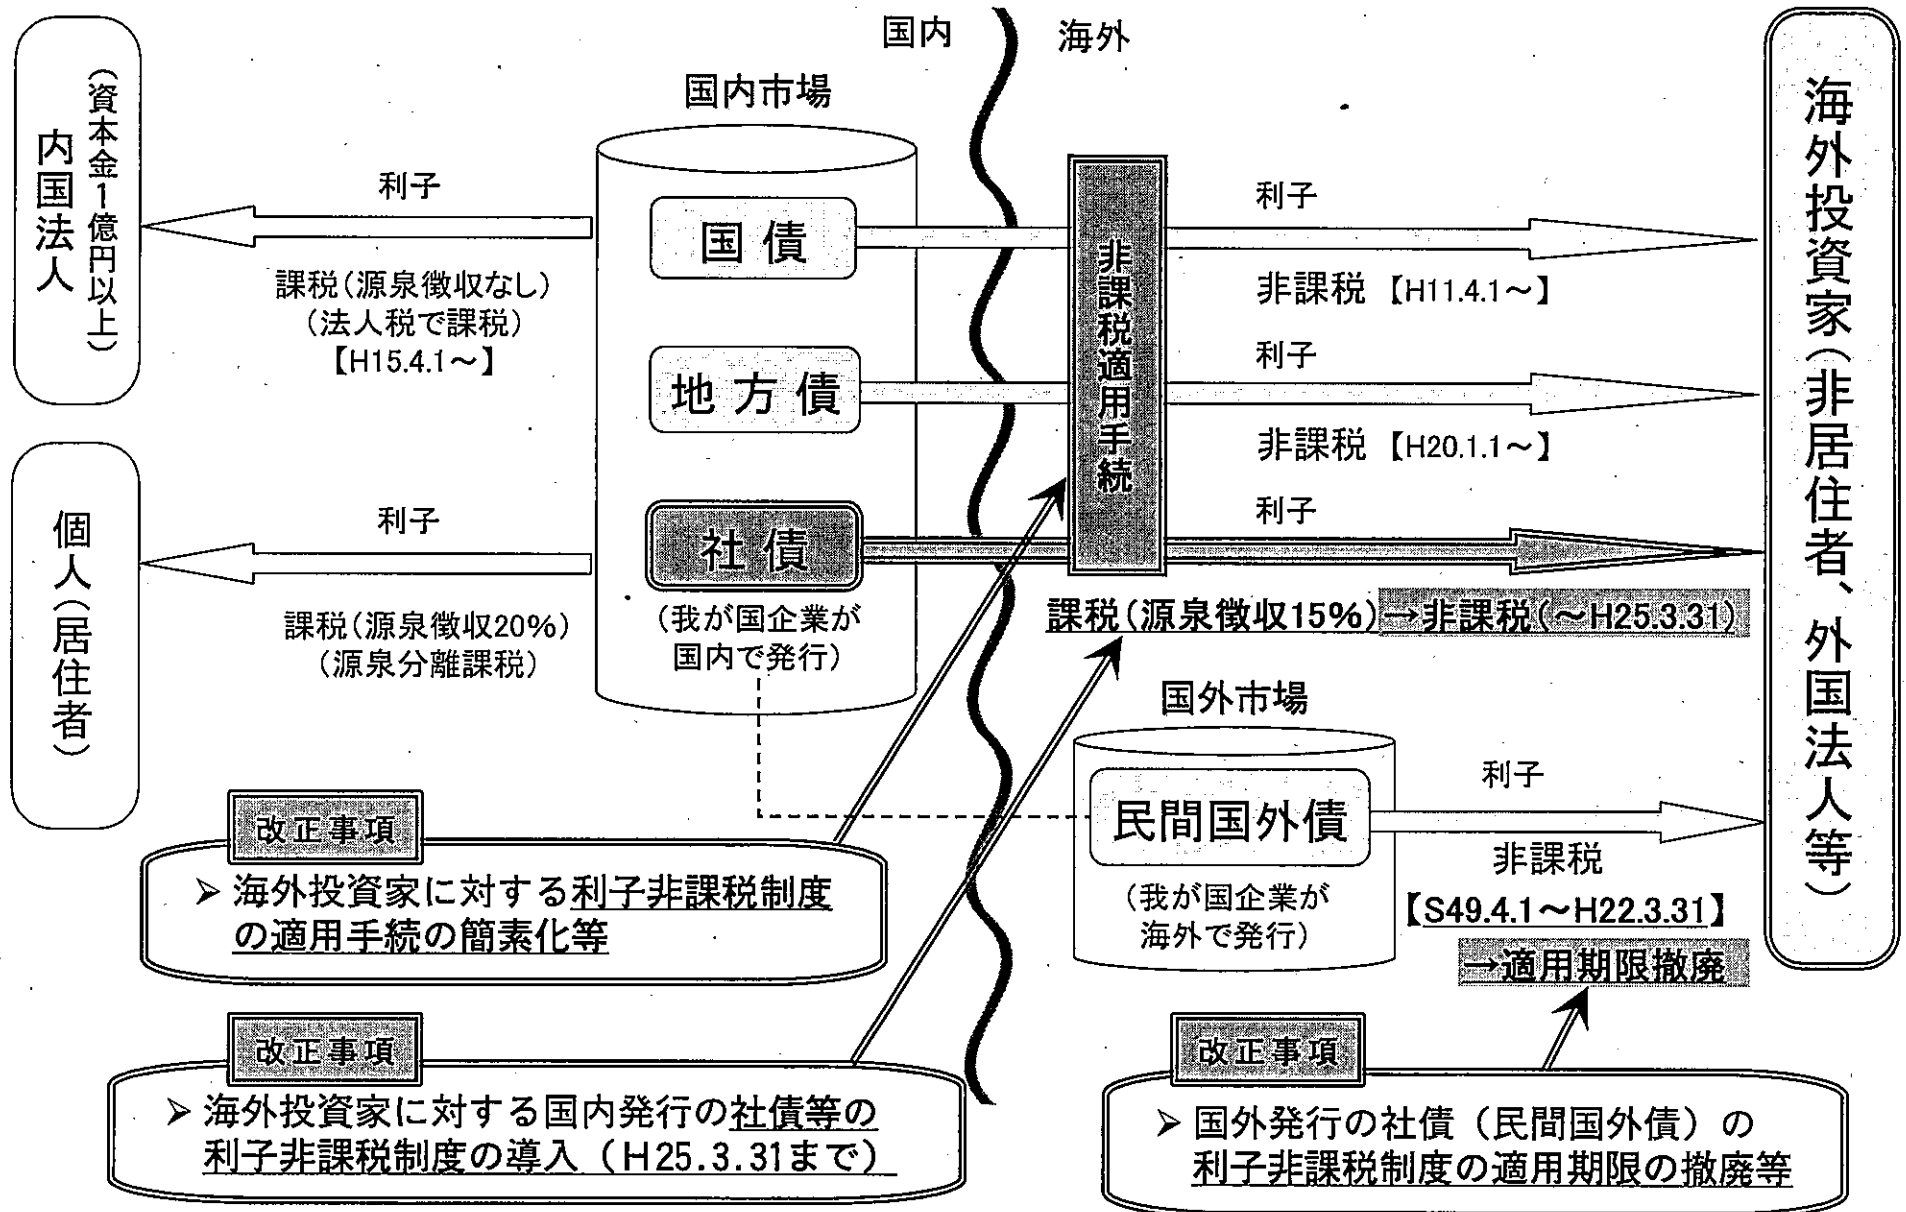 国内
海外
(資本金1億円以上)
内国法人
利子
課税(源泉徴収なし)
(法人税で課税)
【H15.4.1～】
個人(居住者)
利子
課税(源泉徴収20%)
(源泉分離課税)
国内市場
国債
地方債
社債
(我が国企業が
国内で発行)
非課税適用手続
利子
非課税【H11.4.1～】
利子
非課税【H20.1.1～】
利子
課税(源泉徴収15%)→非課税(～H25.3.31)
国外市場
民間国外債
(我が国企業が
海外で発行)
利子
非課税
【S49.4.1～H22.3.31】
→適用期限撤廃
海外投資家(非居住者、外国法人等)
改正事項
➢ 海外投資家に対する利子非課税制度
の適用手続の簡素化等
改正事項
➢ 海外投資家に対する国内発行の社債等の
利子非課税制度の導入（H25.3.31まで）
改正事項
➢ 国外発行の社債（民間国外債）の
利子非課税制度の適用期限の撤廃等